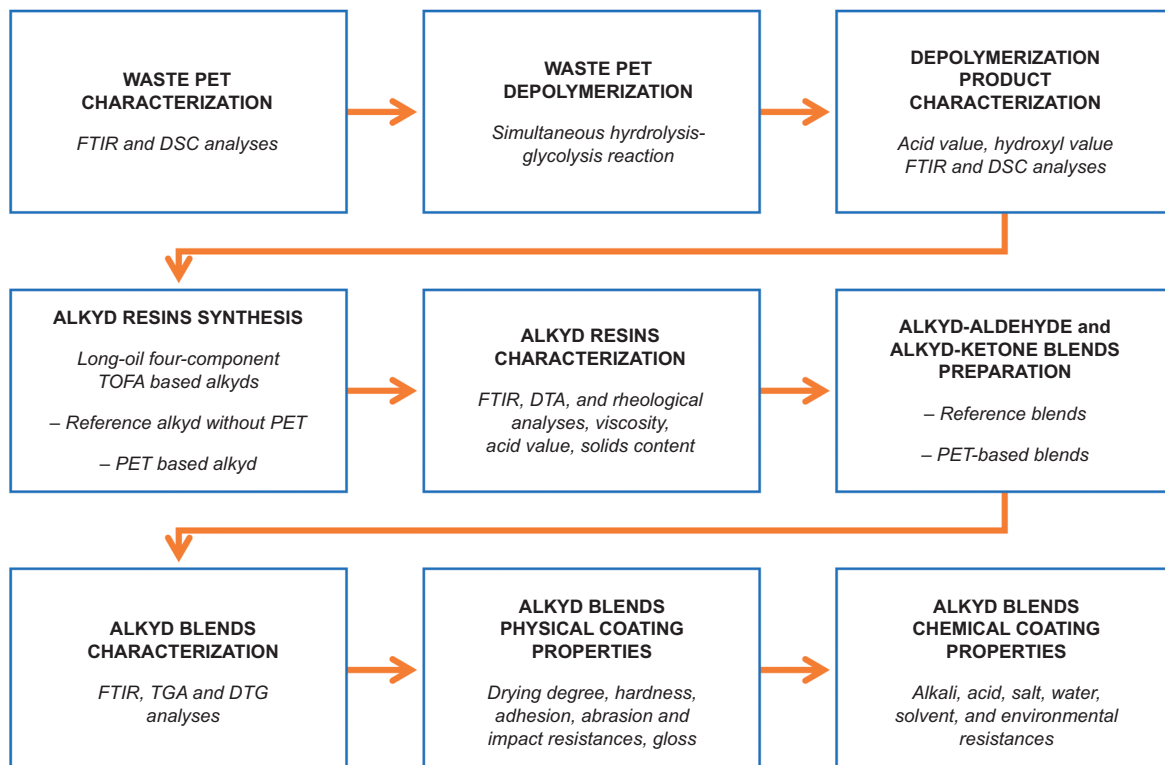 WASTE PET
CHARACTERIZATION
FTIR and DSC analyses
WASTE PET
DEPOLYMERIZATION
Simultaneous hyrdrolysis-
glycolysis reaction
DEPOLYMERIZATION
PRODUCT
CHARACTERIZATION
Acid value, hydroxyl value
FTIR and DSC analyses
ALKYD RESINS SYNTHESIS
Long-oil four-component
TOFA based alkyds
– Reference alkyd without PET
– PET based alkyd
ALKYD RESINS
CHARACTERIZATION
FTIR, DTA, and rheological
analyses, viscosity,
acid value, solids content
ALKYD-ALDEHYDE and
ALKYD-KETONE BLENDS
PREPARATION
– Reference blends
– PET-based blends
ALKYD BLENDS
CHARACTERIZATION
FTIR, TGA and DTG
analyses
ALKYD BLENDS
PHYSICAL COATING
PROPERTIES
Drying degree, hardness,
adhesion, abrasion and
impact resistances, gloss
ALKYD BLENDS
CHEMICAL COATING
PROPERTIES
Alkali, acid, salt, water,
solvent, and environmental
resistances